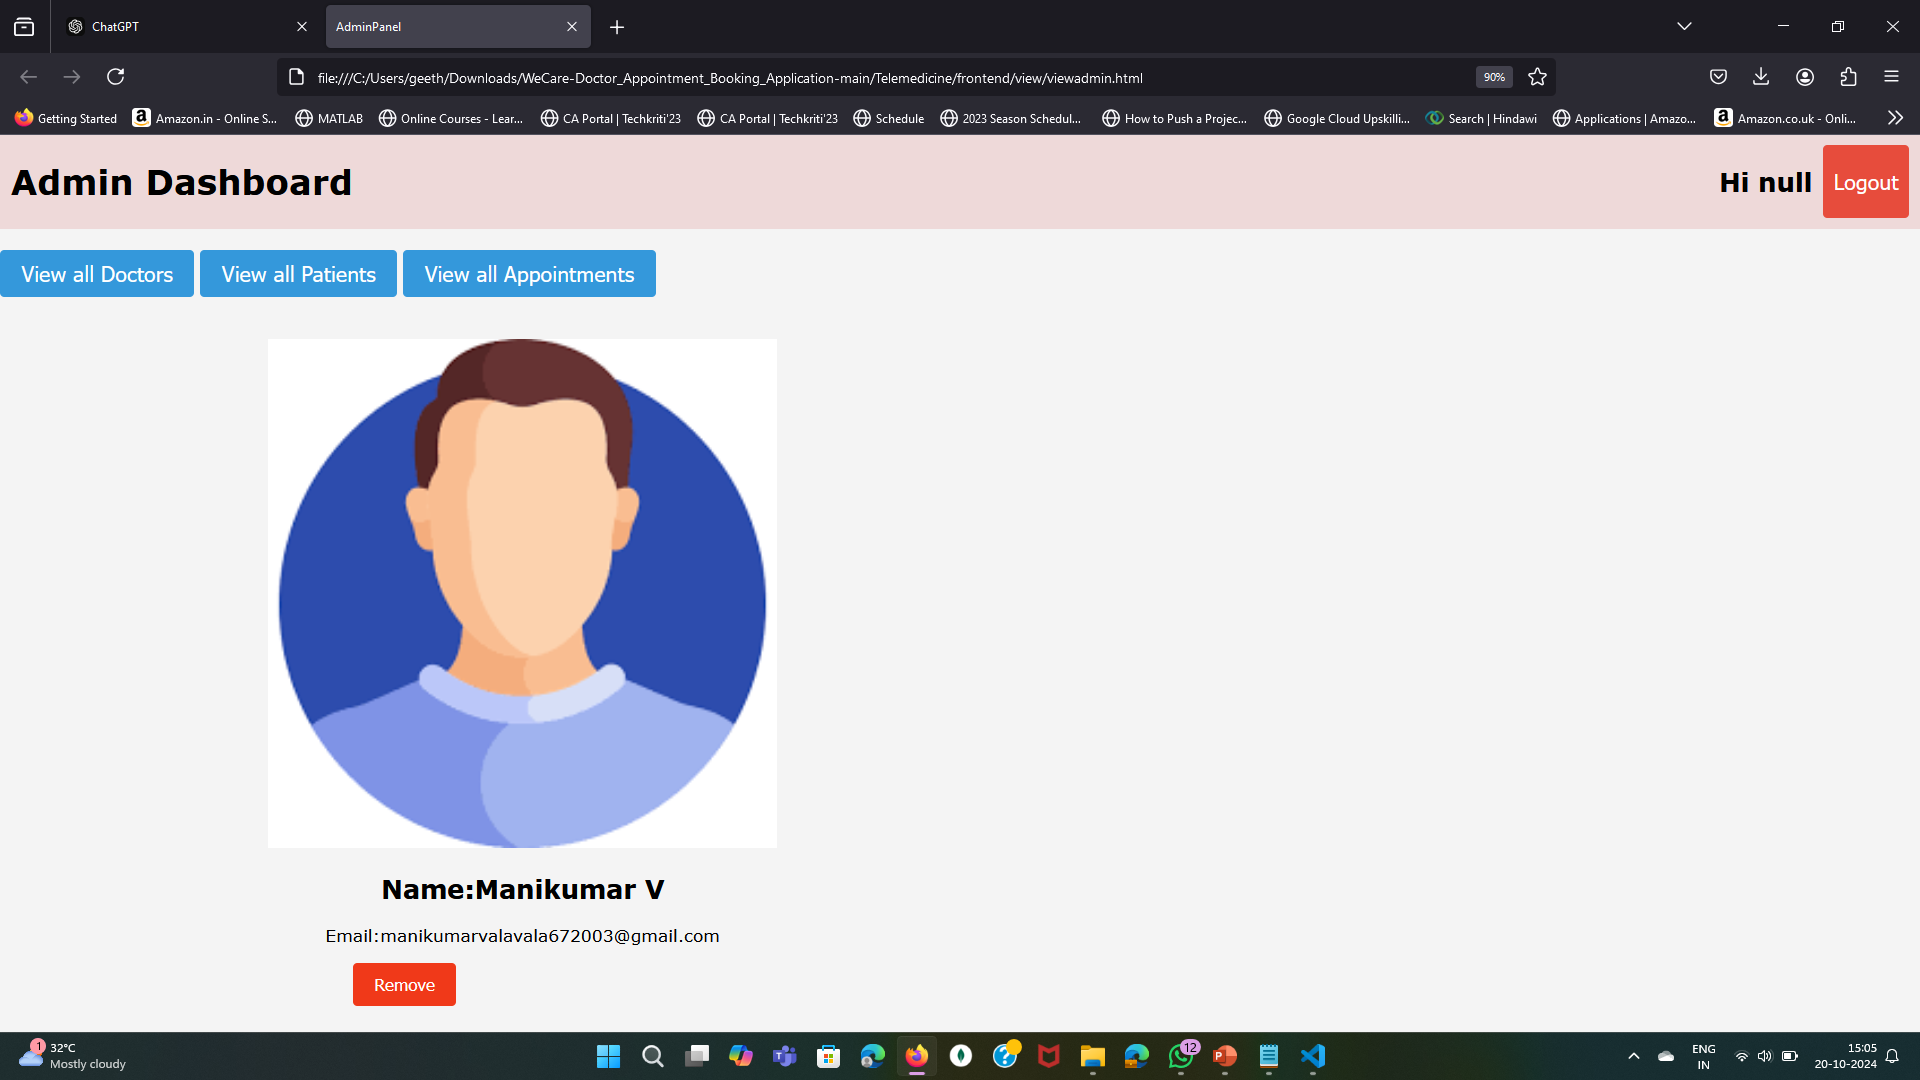 ChatGPT
AdminPanel
file:///C:/Users/geeth/Downloads/WeCare-Doctor_Appointment_Booking_Application-main/Telemedicine/frontend/view/viewadmin.html
90%
Getting Started
Amazon.in - Online S...
MATLAB
Online Courses - Lear...
CA Portal | Techkriti'23
CA Portal | Techkriti'23
Schedule
2023 Season Schedul...
How to Push a Projec...
Google Cloud Upskilli...
Search | Hindawi
Applications | Amazo...
Amazon.co.uk - Onli...
Admin Dashboard
Hi null
Logout
View all Doctors
View all Patients
View all Appointments
Name:Manikumar V
Email:manikumarvalavala672003@gmail.com
Remove
1
32°C
Mostly cloudy
12
ENG
IN
15:05
20-10-2024